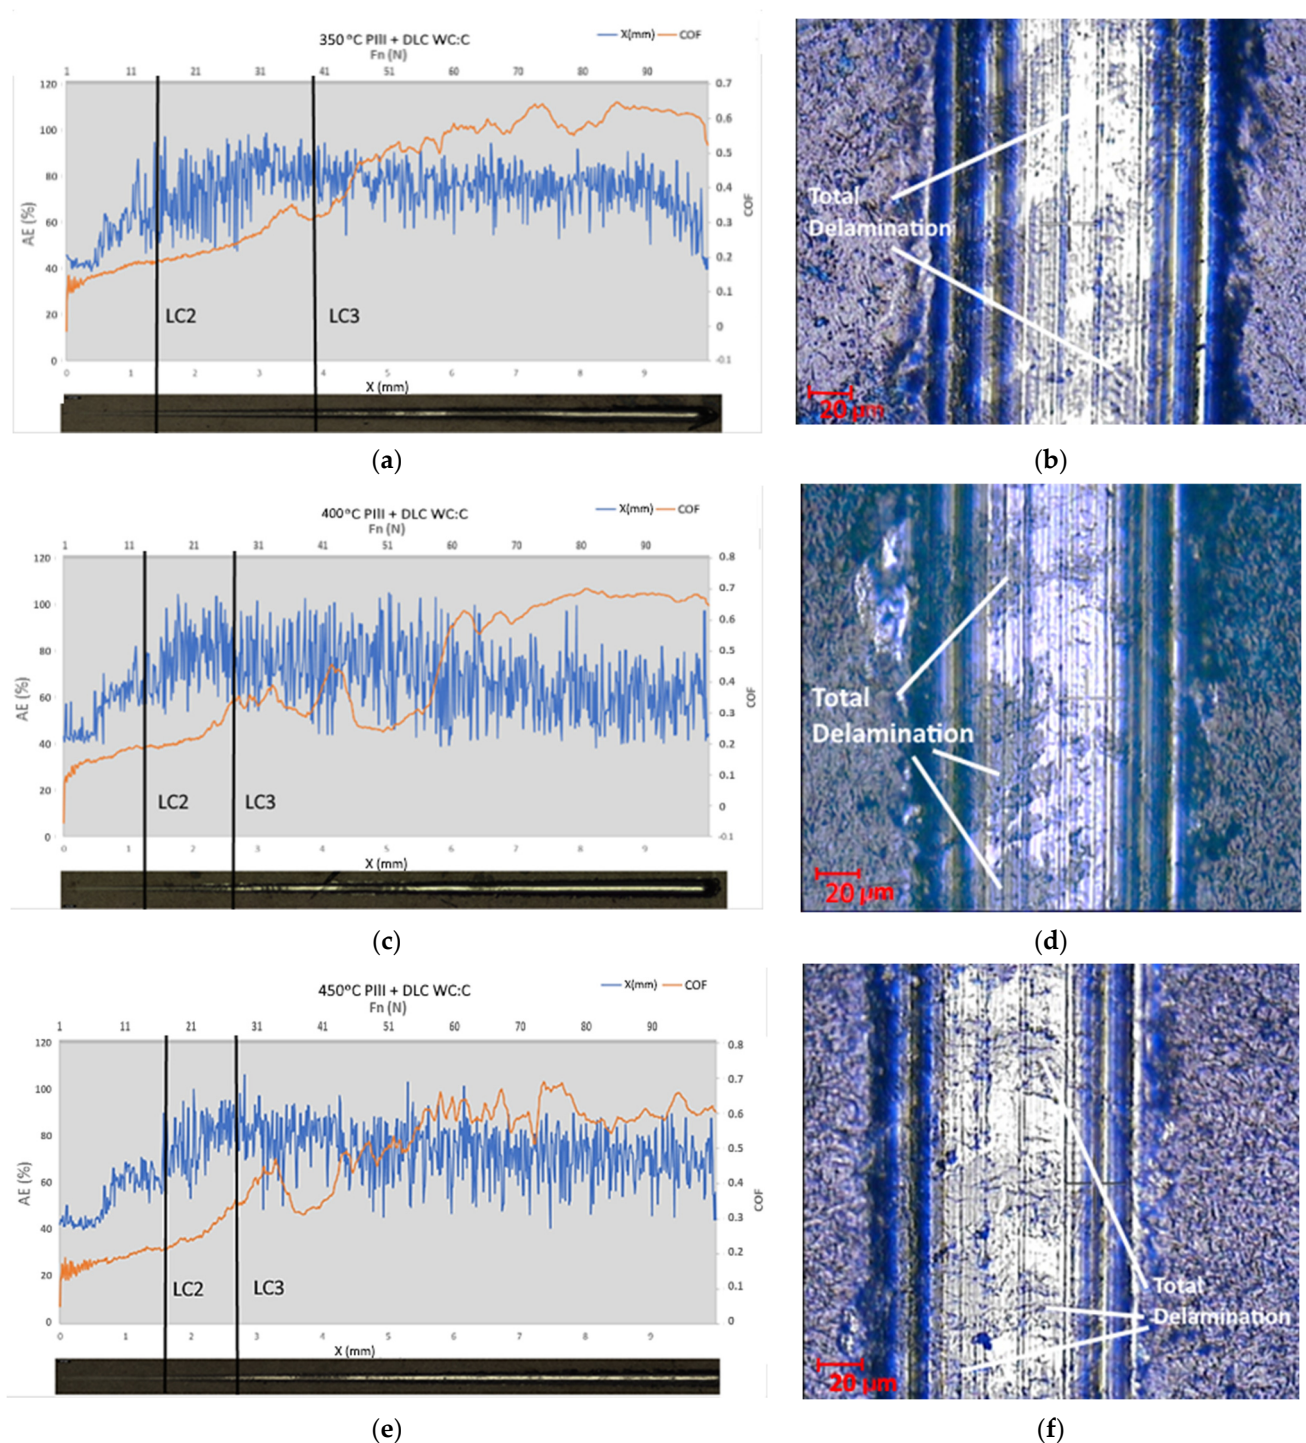 350 °C PIII + DLC WC:C
Fn (N)
X(mm) COF
1 11 21 31 41 51 60 70 80 90
120 100 80 60 40 20 0
AE (%)
0.7 0.6 0.5 0.4 0.3 0.2 0.1 0 -0.1
COF
LC2 LC3
0 1 2 3 4 5 6 7 8 9
X (mm)
Total
Delamination
20 µm
(a) (b)
400 °C PIII + DLC WC:C
Fn (N)
X(mm) COF
1 11 21 31 41 51 60 70 80 90
120 100 80 60 40 20 0
AE (%)
0.8 0.7 0.6 0.5 0.4 0.3 0.2 0.1 0 -0.1
COF
LC2 LC3
0 1 2 3 4 5 6 7 8 9
X (mm)
Total
Delamination
20 µm
(c) (d)
450°C PIII + DLC WC:C
Fn (N)
X(mm) COF
1 11 21 31 41 51 60 70 80 90
120 100 80 60 40 20 0
AE (%)
0.8 0.7 0.6 0.5 0.4 0.3 0.2 0.1 0
COF
LC2 LC3
0 1 2 3 4 5 6 7 8 9
X (mm)
Total
Delamination
20 µm
(e) (f)